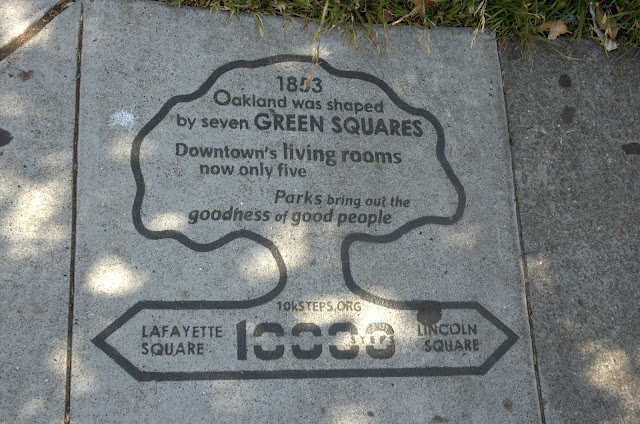 1853
Oakland was shaped
by seven GREEN SQUARES
Downtown's living rooms
now only five
Parks bring out the
goodness of good people
10kSTEPS.ORG
LAFAYETTE
SQUARE
10000
STEPS
LINCOLN
SQUARE